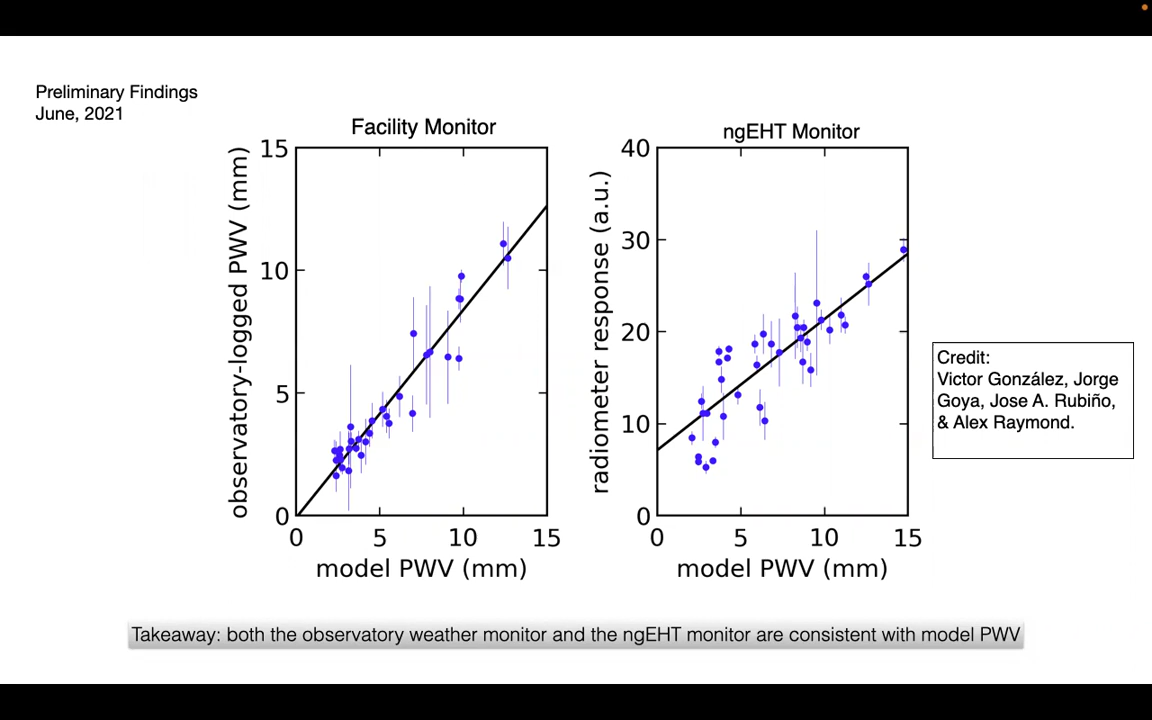 Preliminary Findings
June, 2021
Facility Monitor
observatory-logged PWV (mm)
15
10
5
0
0 5 10 15
model PWV (mm)
ngEHT Monitor
radiometer response (a.u.)
40
30
20
10
0
0 5 10 15
model PWV (mm)
Credit:
Victor González, Jorge
Goya, Jose A. Rubiño,
& Alex Raymond.
Takeaway: both the observatory weather monitor and the ngEHT monitor are consistent with model PWV